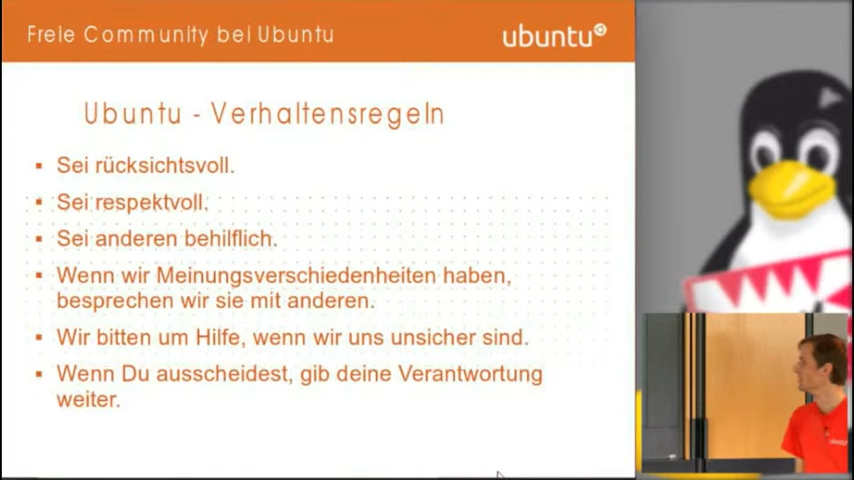 Freie Community bei Ubuntu
ubuntu
Ubuntu - Verhaltensregeln
▪ Sei rücksichtsvoll.
▪ Sei respektvoll.
▪ Sei anderen behilflich.
▪ Wenn wir Meinungsverschiedenheiten haben,
besprechen wir sie mit anderen.
▪ Wir bitten um Hilfe, wenn wir uns unsicher sind.
▪ Wenn Du ausscheidest, gib deine Verantwortung
weiter.